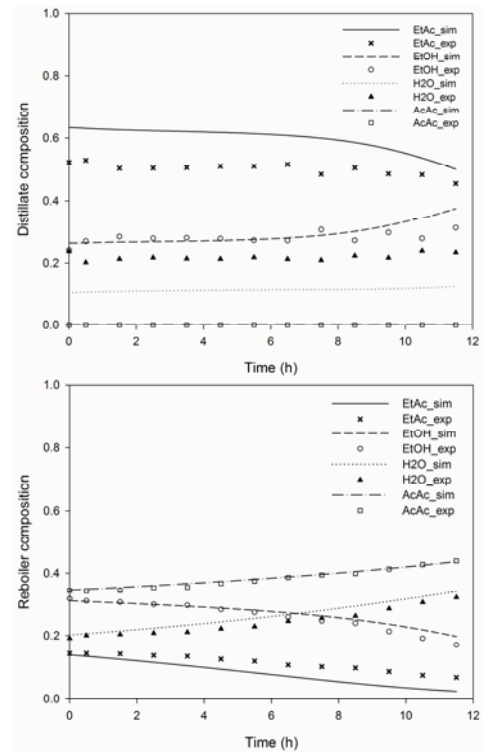 1.0
0.8
0.6
0.4
0.2
0.0
Distillate composition
EtAc_sim
EtAc_exp
EtOH_sim
EtOH_exp
H2O_sim
H2O_exp
AcAc_sim
AcAc_exp
0 2 4 6 8 10 12
Time (h)
1.0
0.8
0.6
0.4
0.2
0.0
Reboiler composition
EtAc_sim
EtAc_exp
EtOH_sim
EtOH_exp
H2O_sim
H2O_exp
AcAc_sim
AcAc_exp
0 2 4 6 8 10 12
Time (h)